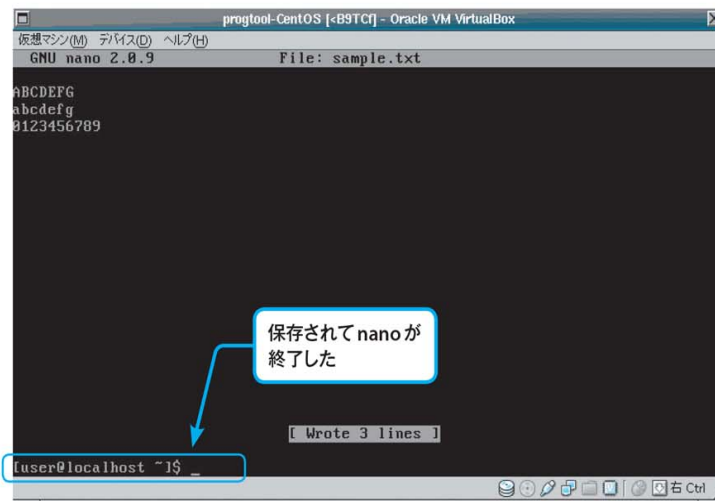 progtool-CentOS [<B9TCf] - Oracle VM VirtualBox
仮想マシン(M) デバイス(D) ヘルプ(H)
GNU nano 2.0.9 File: sample.txt
ABCDEFG
abcdefg
0123456789
保存されてnanoが
終了した
[ Wrote 3 lines ]
[user@localhost ~]$ _
右 Ctrl